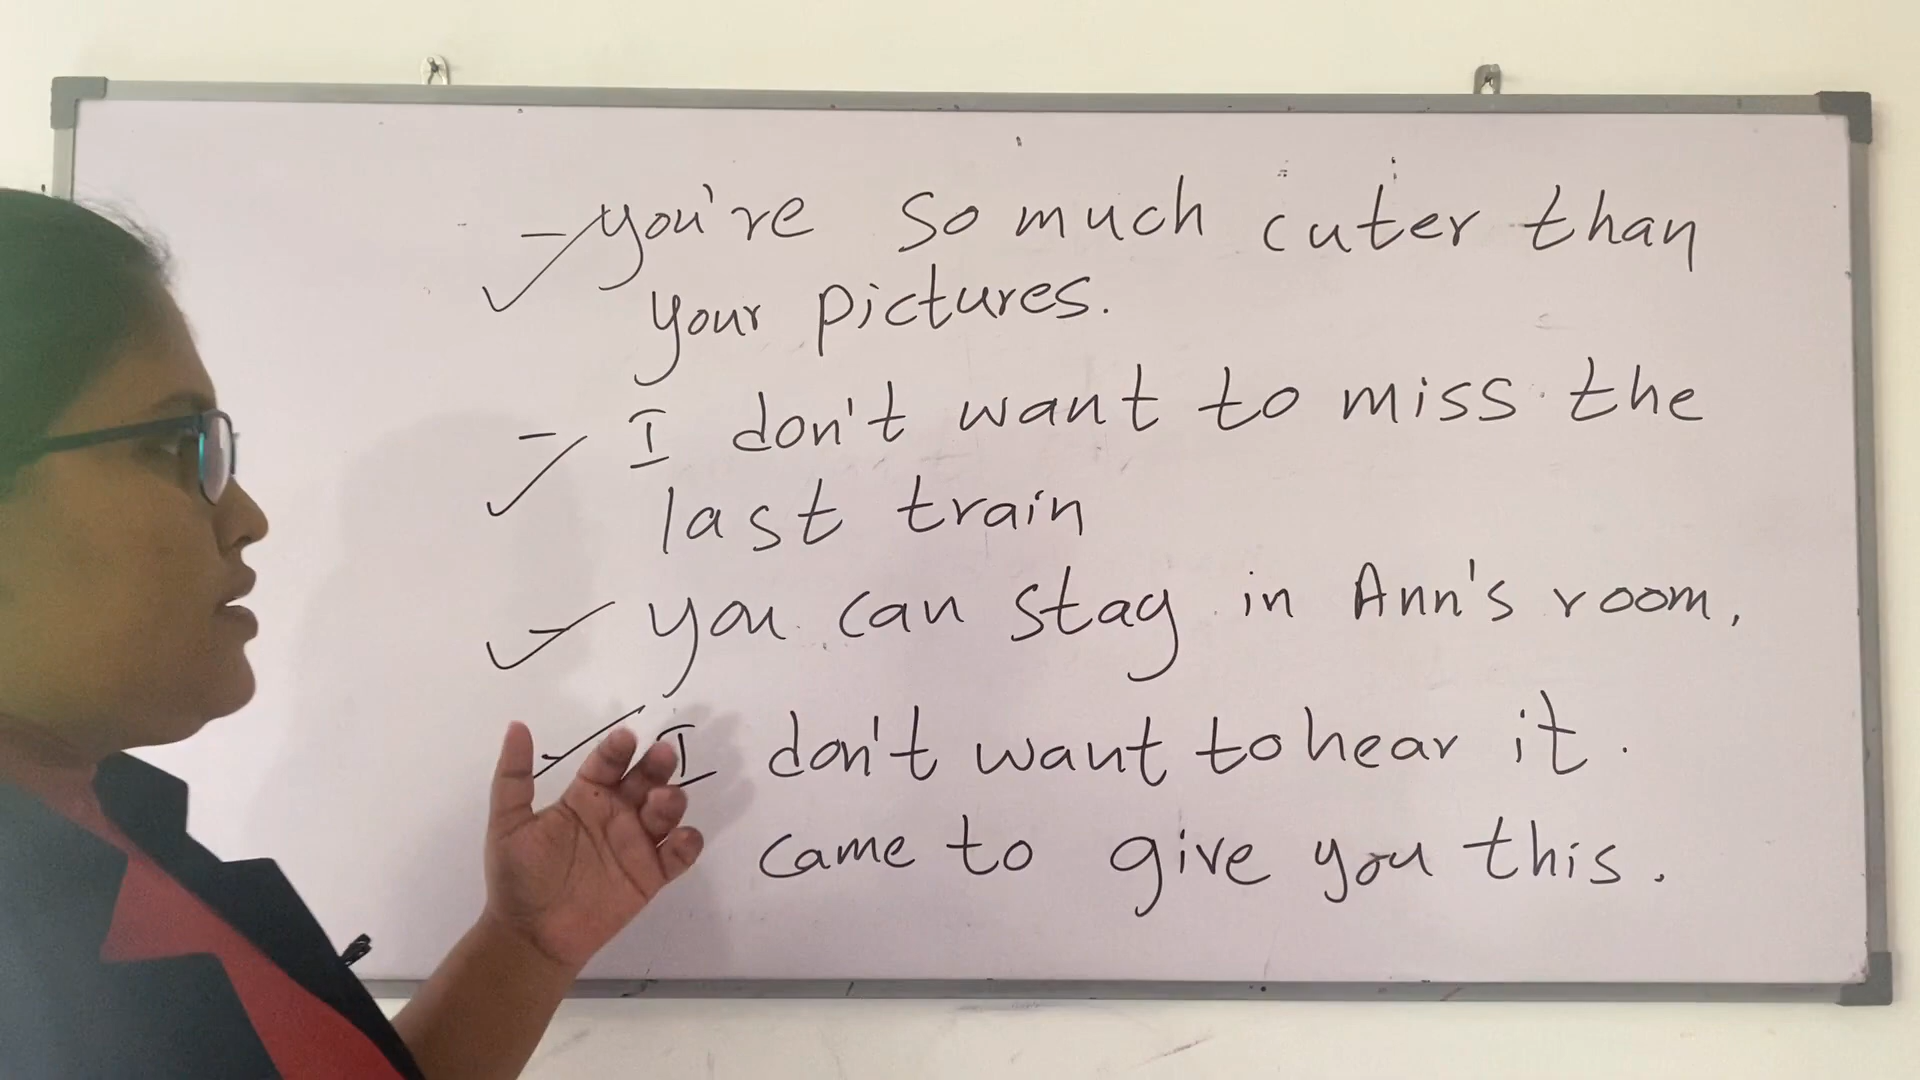 - you're so much cuter than
your pictures.
- I don't want to miss the
last train
- you can stay in Ann's room.
I don't want to hear it.
came to give you this.